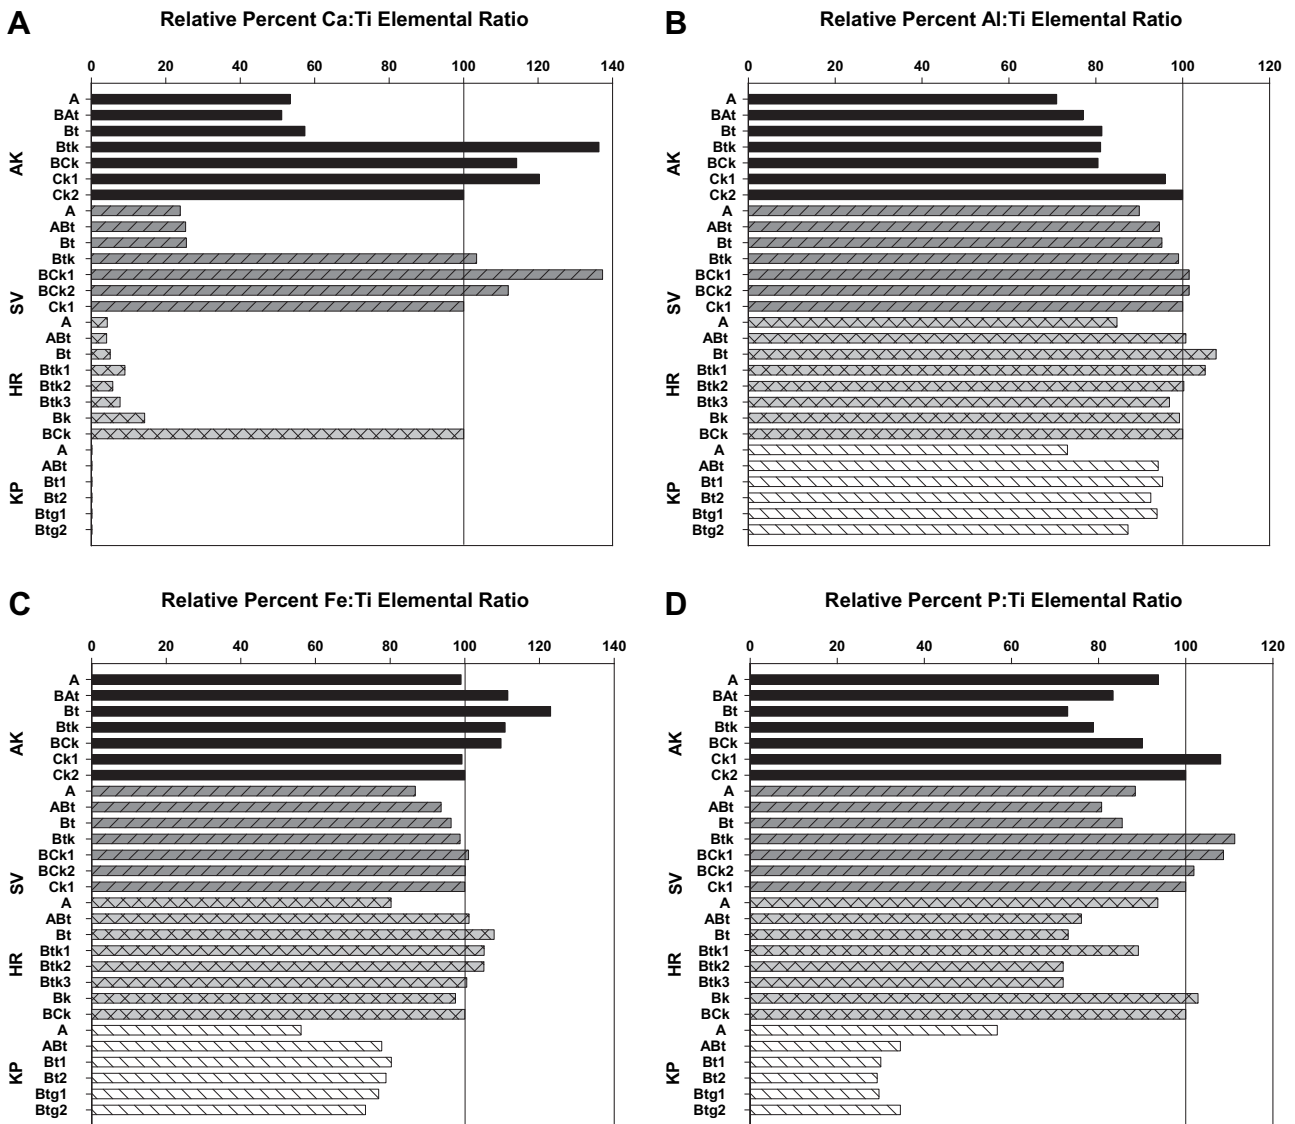 A Relative Percent Ca:Ti Elemental Ratio
0 20 40 60 80 100 120 140
AK
A
BAt
Bt
Btk
BCk
Ck1
Ck2
SV
A
ABt
Bt
Btk
BCk1
BCk2
Ck1
HR
A
ABt
Bt
Btk1
Btk2
Btk3
Bk
BCk
KP
A
ABt
Bt1
Bt2
Btg1
Btg2
B Relative Percent Al:Ti Elemental Ratio
0 20 40 60 80 100 120
AK
A
BAt
Bt
Btk
BCk
Ck1
Ck2
SV
A
ABt
Bt
Btk
BCk1
BCk2
Ck1
HR
A
ABt
Bt
Btk1
Btk2
Btk3
Bk
BCk
KP
A
ABt
Bt1
Bt2
Btg1
Btg2
C Relative Percent Fe:Ti Elemental Ratio
0 20 40 60 80 100 120 140
AK
A
BAt
Bt
Btk
BCk
Ck1
Ck2
SV
A
ABt
Bt
Btk
BCk1
BCk2
Ck1
HR
A
ABt
Bt
Btk1
Btk2
Btk3
Bk
BCk
KP
A
ABt
Bt1
Bt2
Btg1
Btg2
D Relative Percent P:Ti Elemental Ratio
0 20 40 60 80 100 120
AK
A
BAt
Bt
Btk
BCk
Ck1
Ck2
SV
A
ABt
Bt
Btk
BCk1
BCk2
Ck1
HR
A
ABt
Bt
Btk1
Btk2
Btk3
Bk
BCk
KP
A
ABt
Bt1
Bt2
Btg1
Btg2